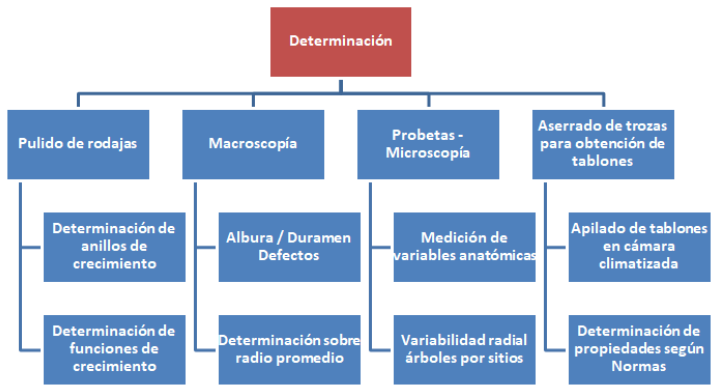 Determinación
Pulido de rodajas
Macroscopía
Probetas -
Microscopía
Aserrado de trozas
para obtención de
tablones
Determinación de
anillos de
crecimiento
Albura / Duramen
Defectos
Medición de
variables anatómicas
Apilado de tablones
en cámara
climatizada
Determinación de
funciones de
crecimiento
Determinación sobre
radio promedio
Variabilidad radial
árboles por sitios
Determinación de
propiedades según
Normas